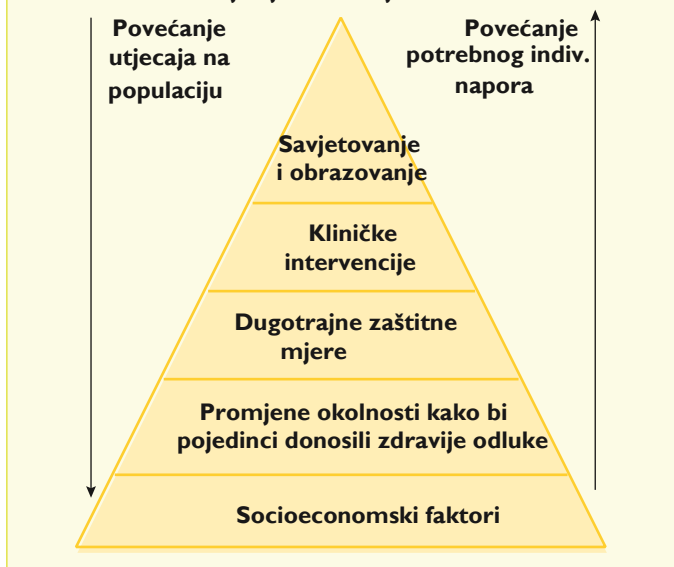 Povećanje
utjecaja na
populaciju
Povećanje
potrebnog indiv.
napora
Savjetovanje
i obrazovanje
Kliničke
intervencije
Dugotrajne zaštitne
mjere
Promjene okolnosti kako bi
pojedinci donosili zdravije odluke
Socioeconomski faktori